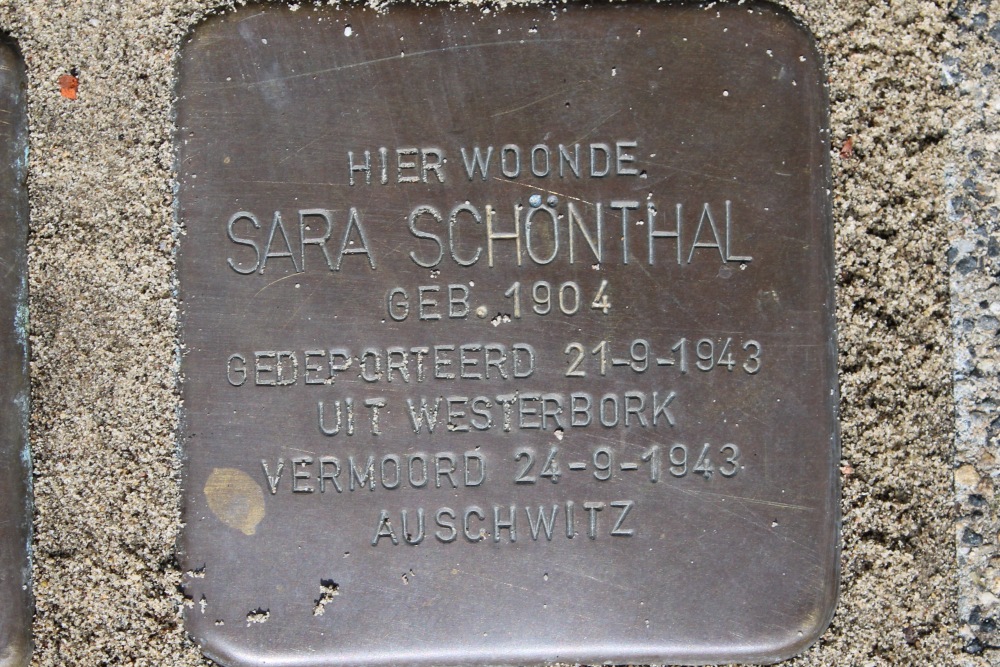 HIER WOONDE
SARA SCHÖNTHAL
GEB. 1904
GEDEPORTEERD 21-9-1943
UIT WESTERBORK
VERMOORD 24-9-1943
AUSCHWITZ